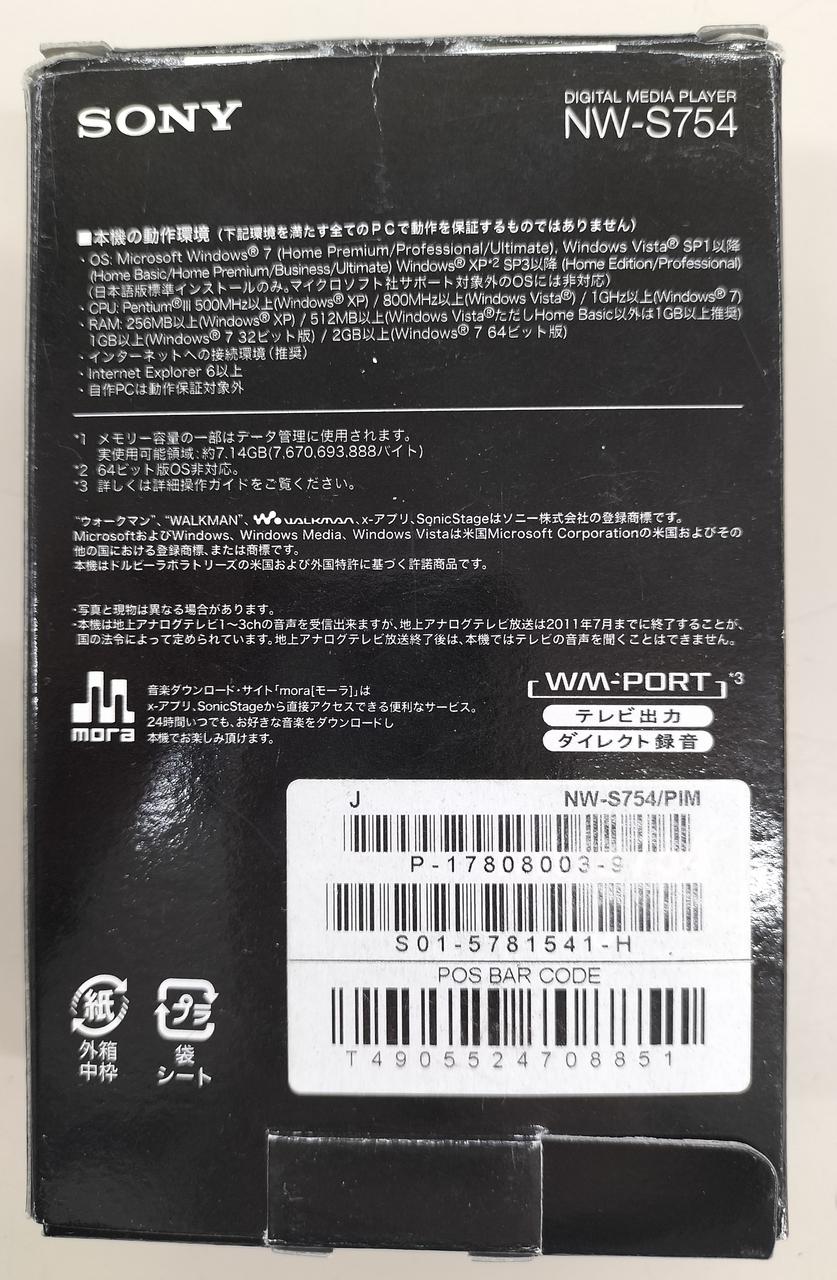 SONY
DIGITAL MEDIA PLAYER
NW-S754
■本機の動作環境（下記環境を満たす全てのPCで動作を保証するものではありません）
・OS: Microsoft Windows® 7 (Home Premium/Professional/Ultimate)、Windows Vista® SP1以降
(Home Basic/Home Premium/Business/Ultimate) Windows® XP*2 SP3以降 (Home Edition/Professional)
（日本語版標準インストールのみ。マイクロソフト社サポート対象外のOSには非対応）
・CPU: Pentium®III 500MHz以上(Windows® XP) / 800MHz以上(Windows Vista®) / 1GHz以上(Windows® 7)
・RAM: 256MB以上(Windows® XP) / 512MB以上(Windows Vista®ただしHome Basic以外は1GB以上推奨)
1GB以上(Windows® 7 32ビット版) / 2GB以上(Windows® 7 64ビット版)
・インターネットへの接続環境（推奨）
・Internet Explorer 6以上
・自作PCは動作保証対象外
*1 メモリー容量の一部はデータ管理に使用されます。
実使用可能領域：約7.14GB(7,670,693,888バイト)
*2 64ビット版OS非対応。
*3 詳しくは詳細操作ガイドをご覧ください。
“ウォークマン”、“WALKMAN”、WALKMAN、x-アプリ、SonicStageはソニー株式会社の登録商標です。
MicrosoftおよびWindows、Windows Media、Windows Vistaは米国Microsoft Corporationの米国およびその
他の国における登録商標、または商標です。
本機はドルビーラボラトリーズの米国および外国特許に基づく許諾商品です。
・写真と現物は異なる場合があります。
・本機は地上アナログテレビ1～3chの音声を受信出来ますが、地上アナログテレビ放送は2011年7月までに終了することが、
国の法令によって定められています。地上アナログテレビ放送終了後は、本機ではテレビの音声を聞くことはできません。
mora
音楽ダウンロード・サイト「mora[モーラ]」は
x-アプリ、SonicStageから直接アクセスできる便利なサービス。
24時間いつでも、お好きな音楽をダウンロードし
本機でお楽しみ頂けます。
WM-PORT*3
テレビ出力
ダイレクト録音
J NW-S754/PIM
P-17808003-9
S01-5781541-H
POS BAR CODE
T4905524708851
紙
外箱
中枠
プラ
袋
シート